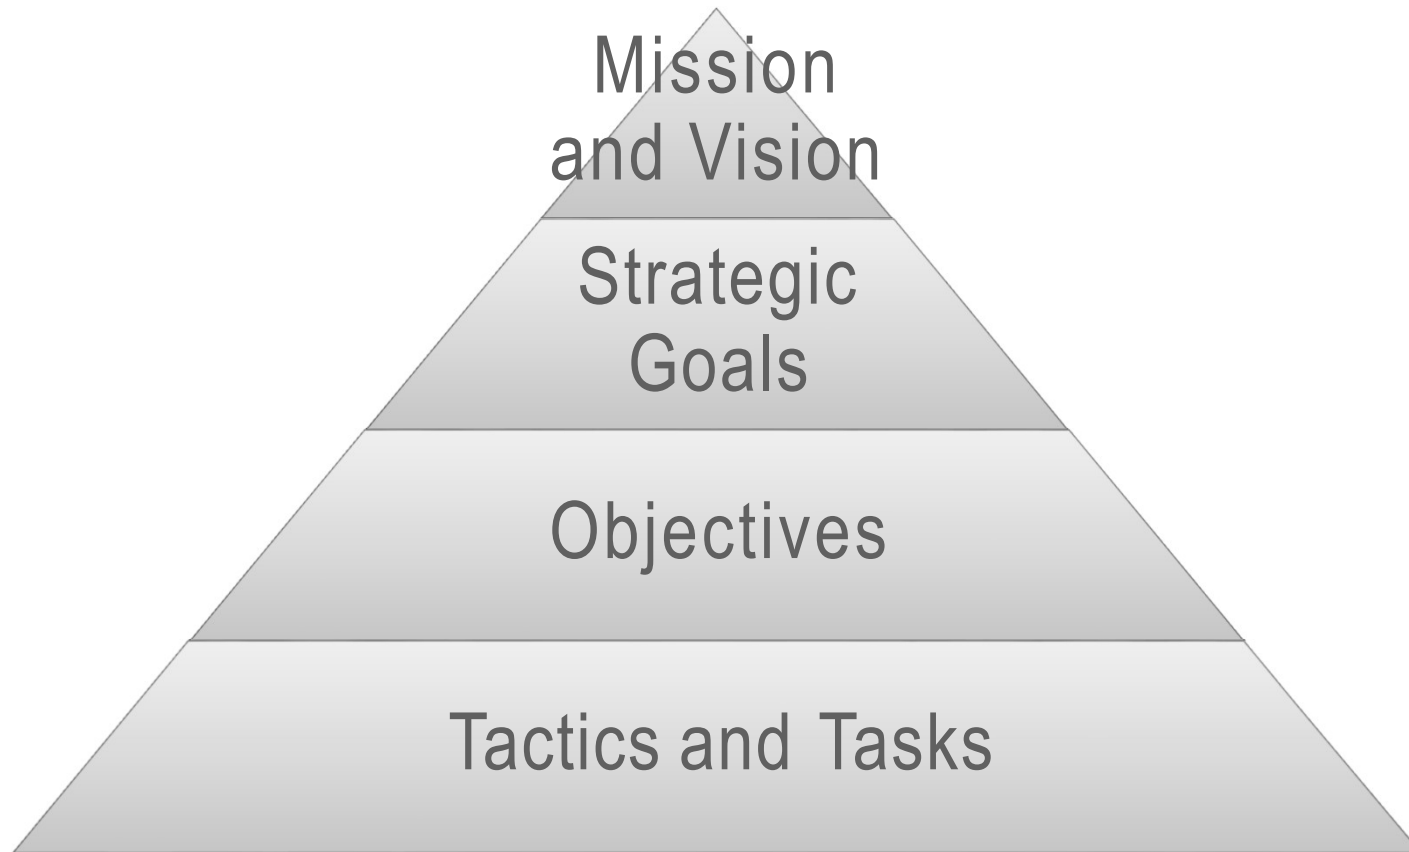 Mission
and Vision
Strategic
Goals
Objectives
Tactics and Tasks